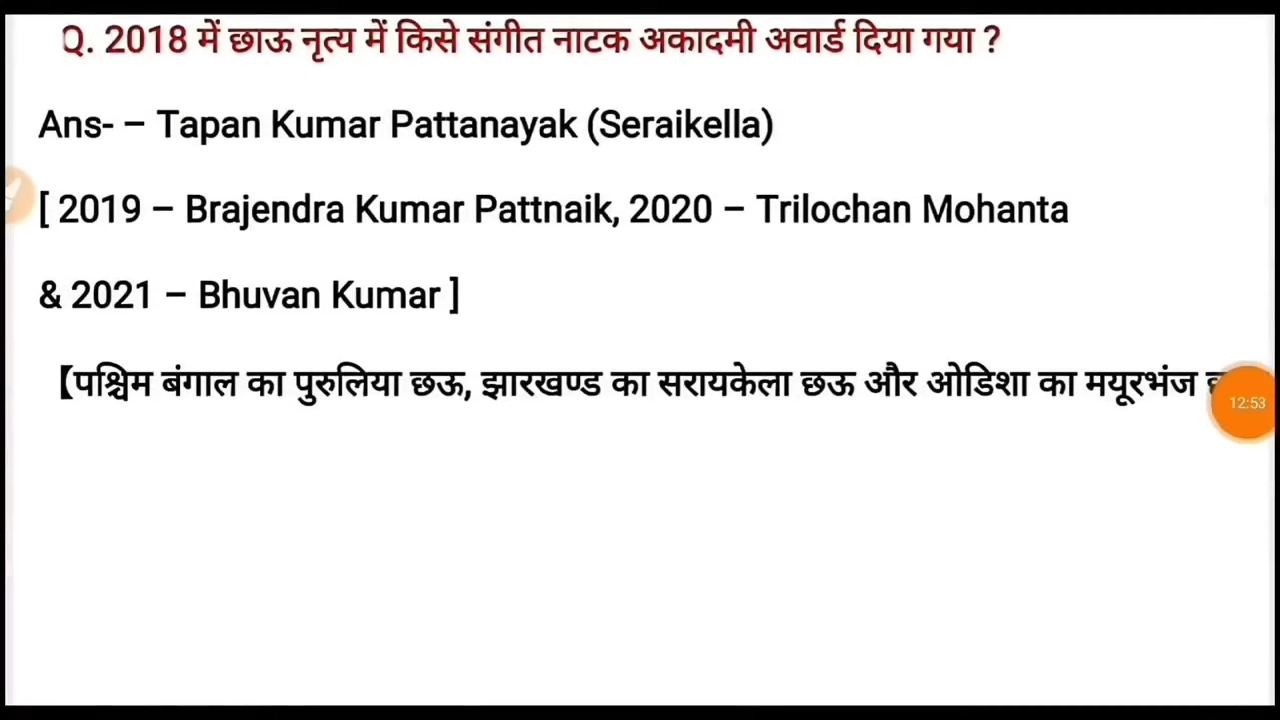 Q. 2018 में छाऊ नृत्य में किसे संगीत नाटक अकादमी अवार्ड दिया गया ?
Ans- – Tapan Kumar Pattanayak (Seraikella)
[ 2019 – Brajendra Kumar Pattnaik, 2020 – Trilochan Mohanta
& 2021 – Bhuvan Kumar ]
【पश्चिम बंगाल का पुरुलिया छऊ, झारखण्ड का सरायकेला छऊ और ओडिशा का मयूरभंज
12:53